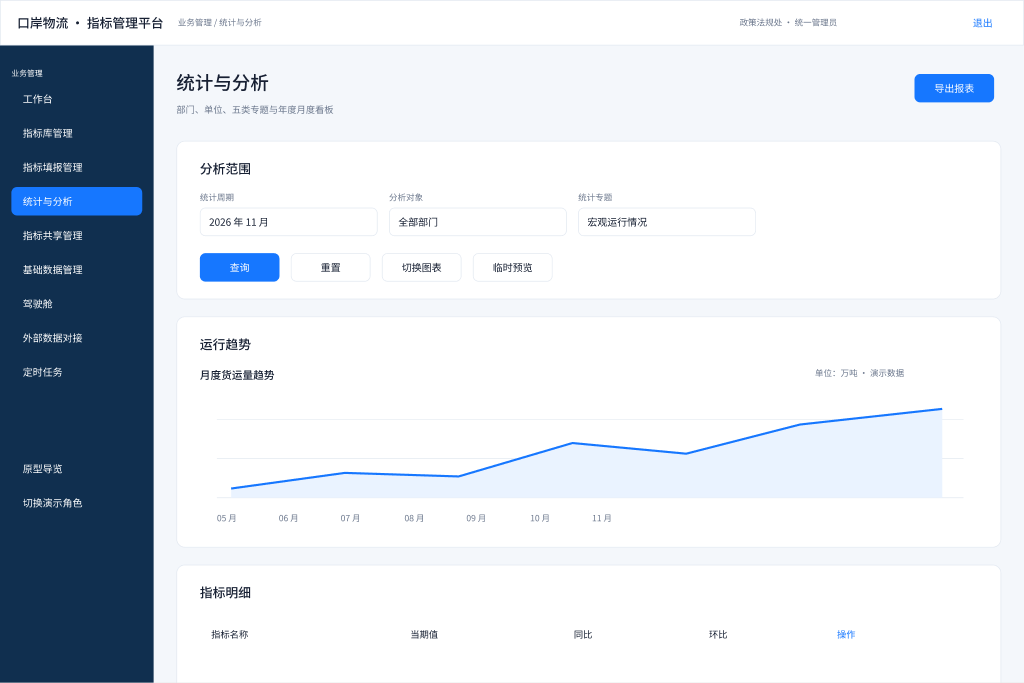 口岸物流 · 指标管理平台
业务管理 / 统计与分析
政策法规处 · 统一管理员
退出
业务管理
工作台
指标库管理
指标填报管理
统计与分析
指标共享管理
基础数据管理
驾驶舱
外部数据对接
定时任务
原型导览
切换演示角色
统计与分析
部门、单位、五类专题与年度月度看板
导出报表
分析范围
统计周期
分析对象
统计专题
2026 年 11 月
全部部门
宏观运行情况
查询
重置
切换图表
临时预览
运行趋势
月度货运量趋势
单位：万吨 · 演示数据
05 月
06 月
07 月
08 月
09 月
10 月
11 月
指标明细
指标名称
当期值
同比
环比
操作